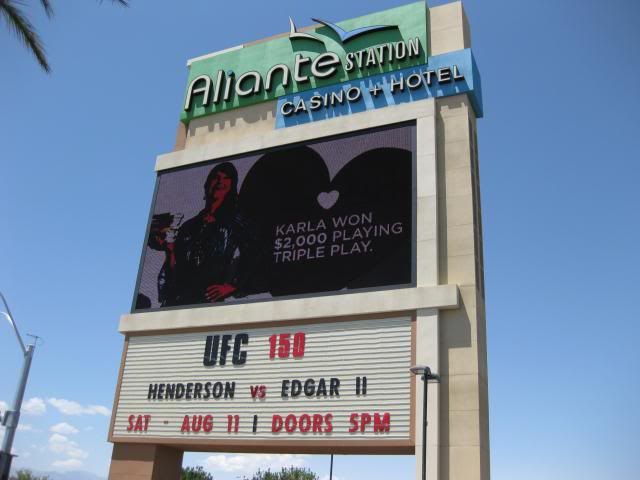 Aliante STATION
CASINO + HOTEL
KARLA WON
$2,000 PLAYING
TRIPLE PLAY.
UFC 150
HENDERSON VS EDGAR II
SAT - AUG 11 | DOORS 5PM